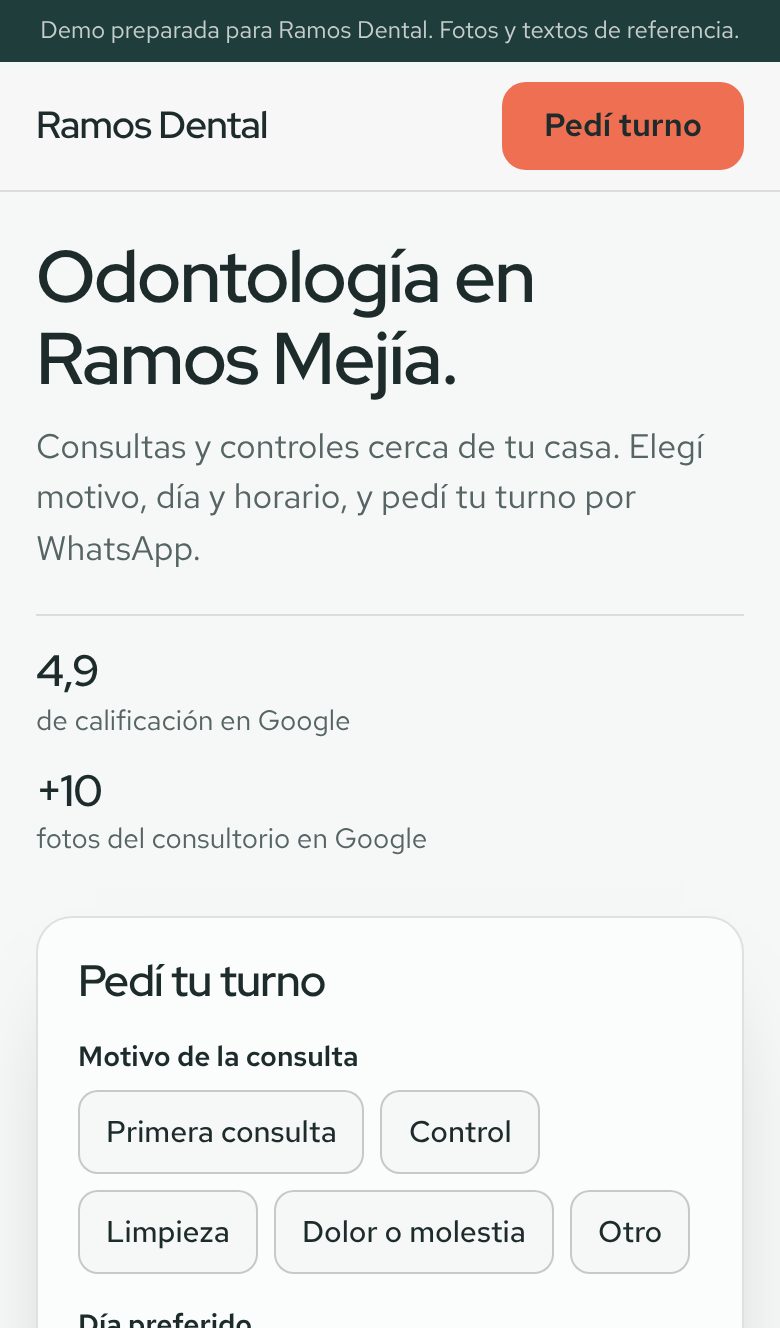 Demo preparada para Ramos Dental. Fotos y textos de referencia.
Ramos Dental
Pedí turno
Odontología en
Ramos Mejía.
Consultas y controles cerca de tu casa. Elegí
motivo, día y horario, y pedí tu turno por
WhatsApp.
4,9
de calificación en Google
+10
fotos del consultorio en Google
Pedí tu turno
Motivo de la consulta
Primera consulta
Control
Limpieza
Dolor o molestia
Otro
Día preferido